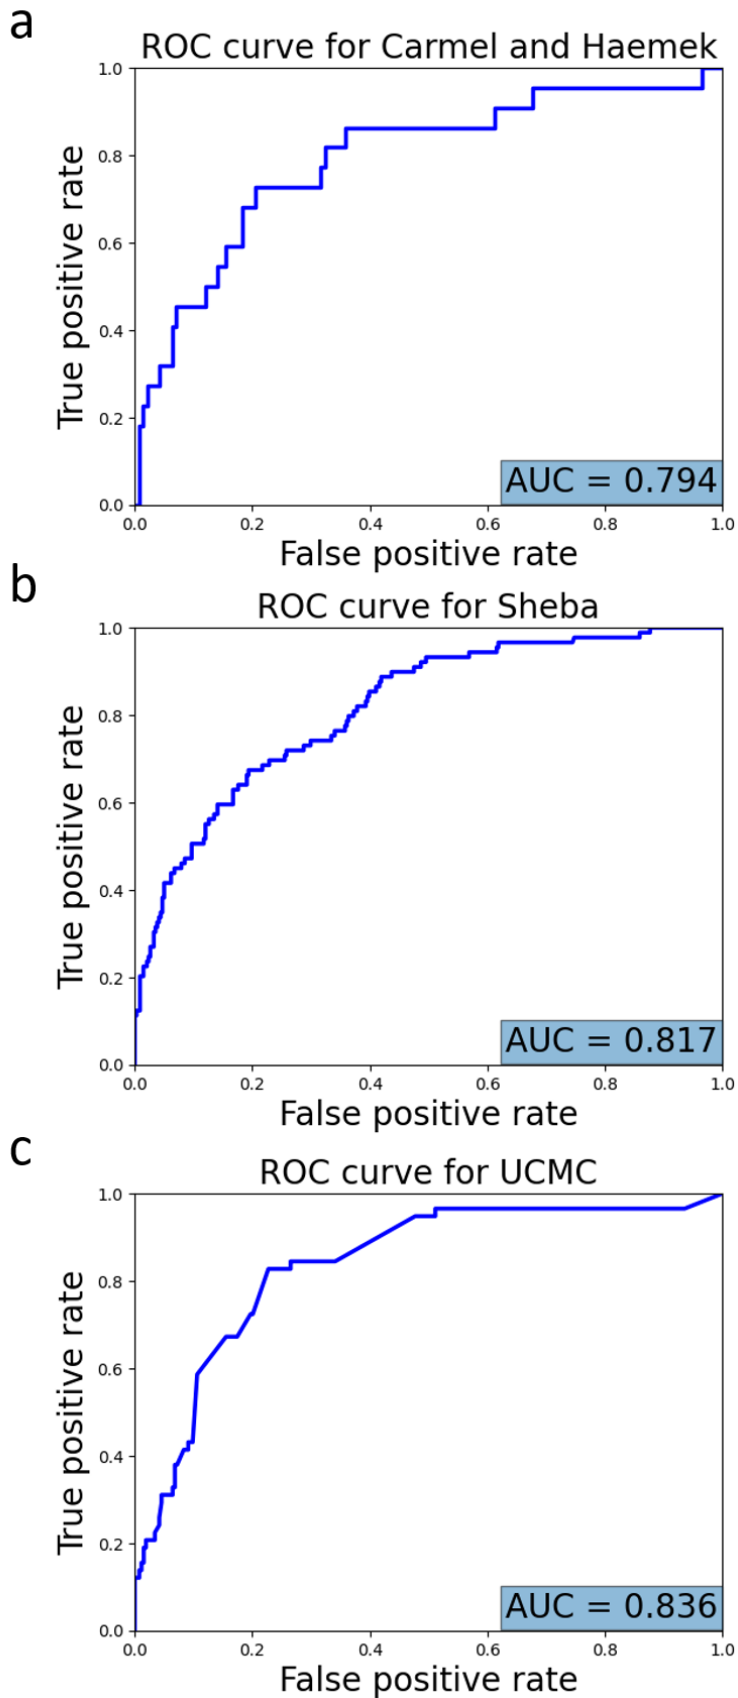 a
ROC curve for Carmel and Haemek
1.0
0.8
0.6
0.4
0.2
0.0
True positive rate
AUC = 0.794
0.0 0.2 0.4 0.6 0.8 1.0
False positive rate
b
ROC curve for Sheba
1.0
0.8
0.6
0.4
0.2
0.0
True positive rate
AUC = 0.817
0.0 0.2 0.4 0.6 0.8 1.0
False positive rate
c
ROC curve for UCMC
1.0
0.8
0.6
0.4
0.2
0.0
True positive rate
AUC = 0.836
0.0 0.2 0.4 0.6 0.8 1.0
False positive rate